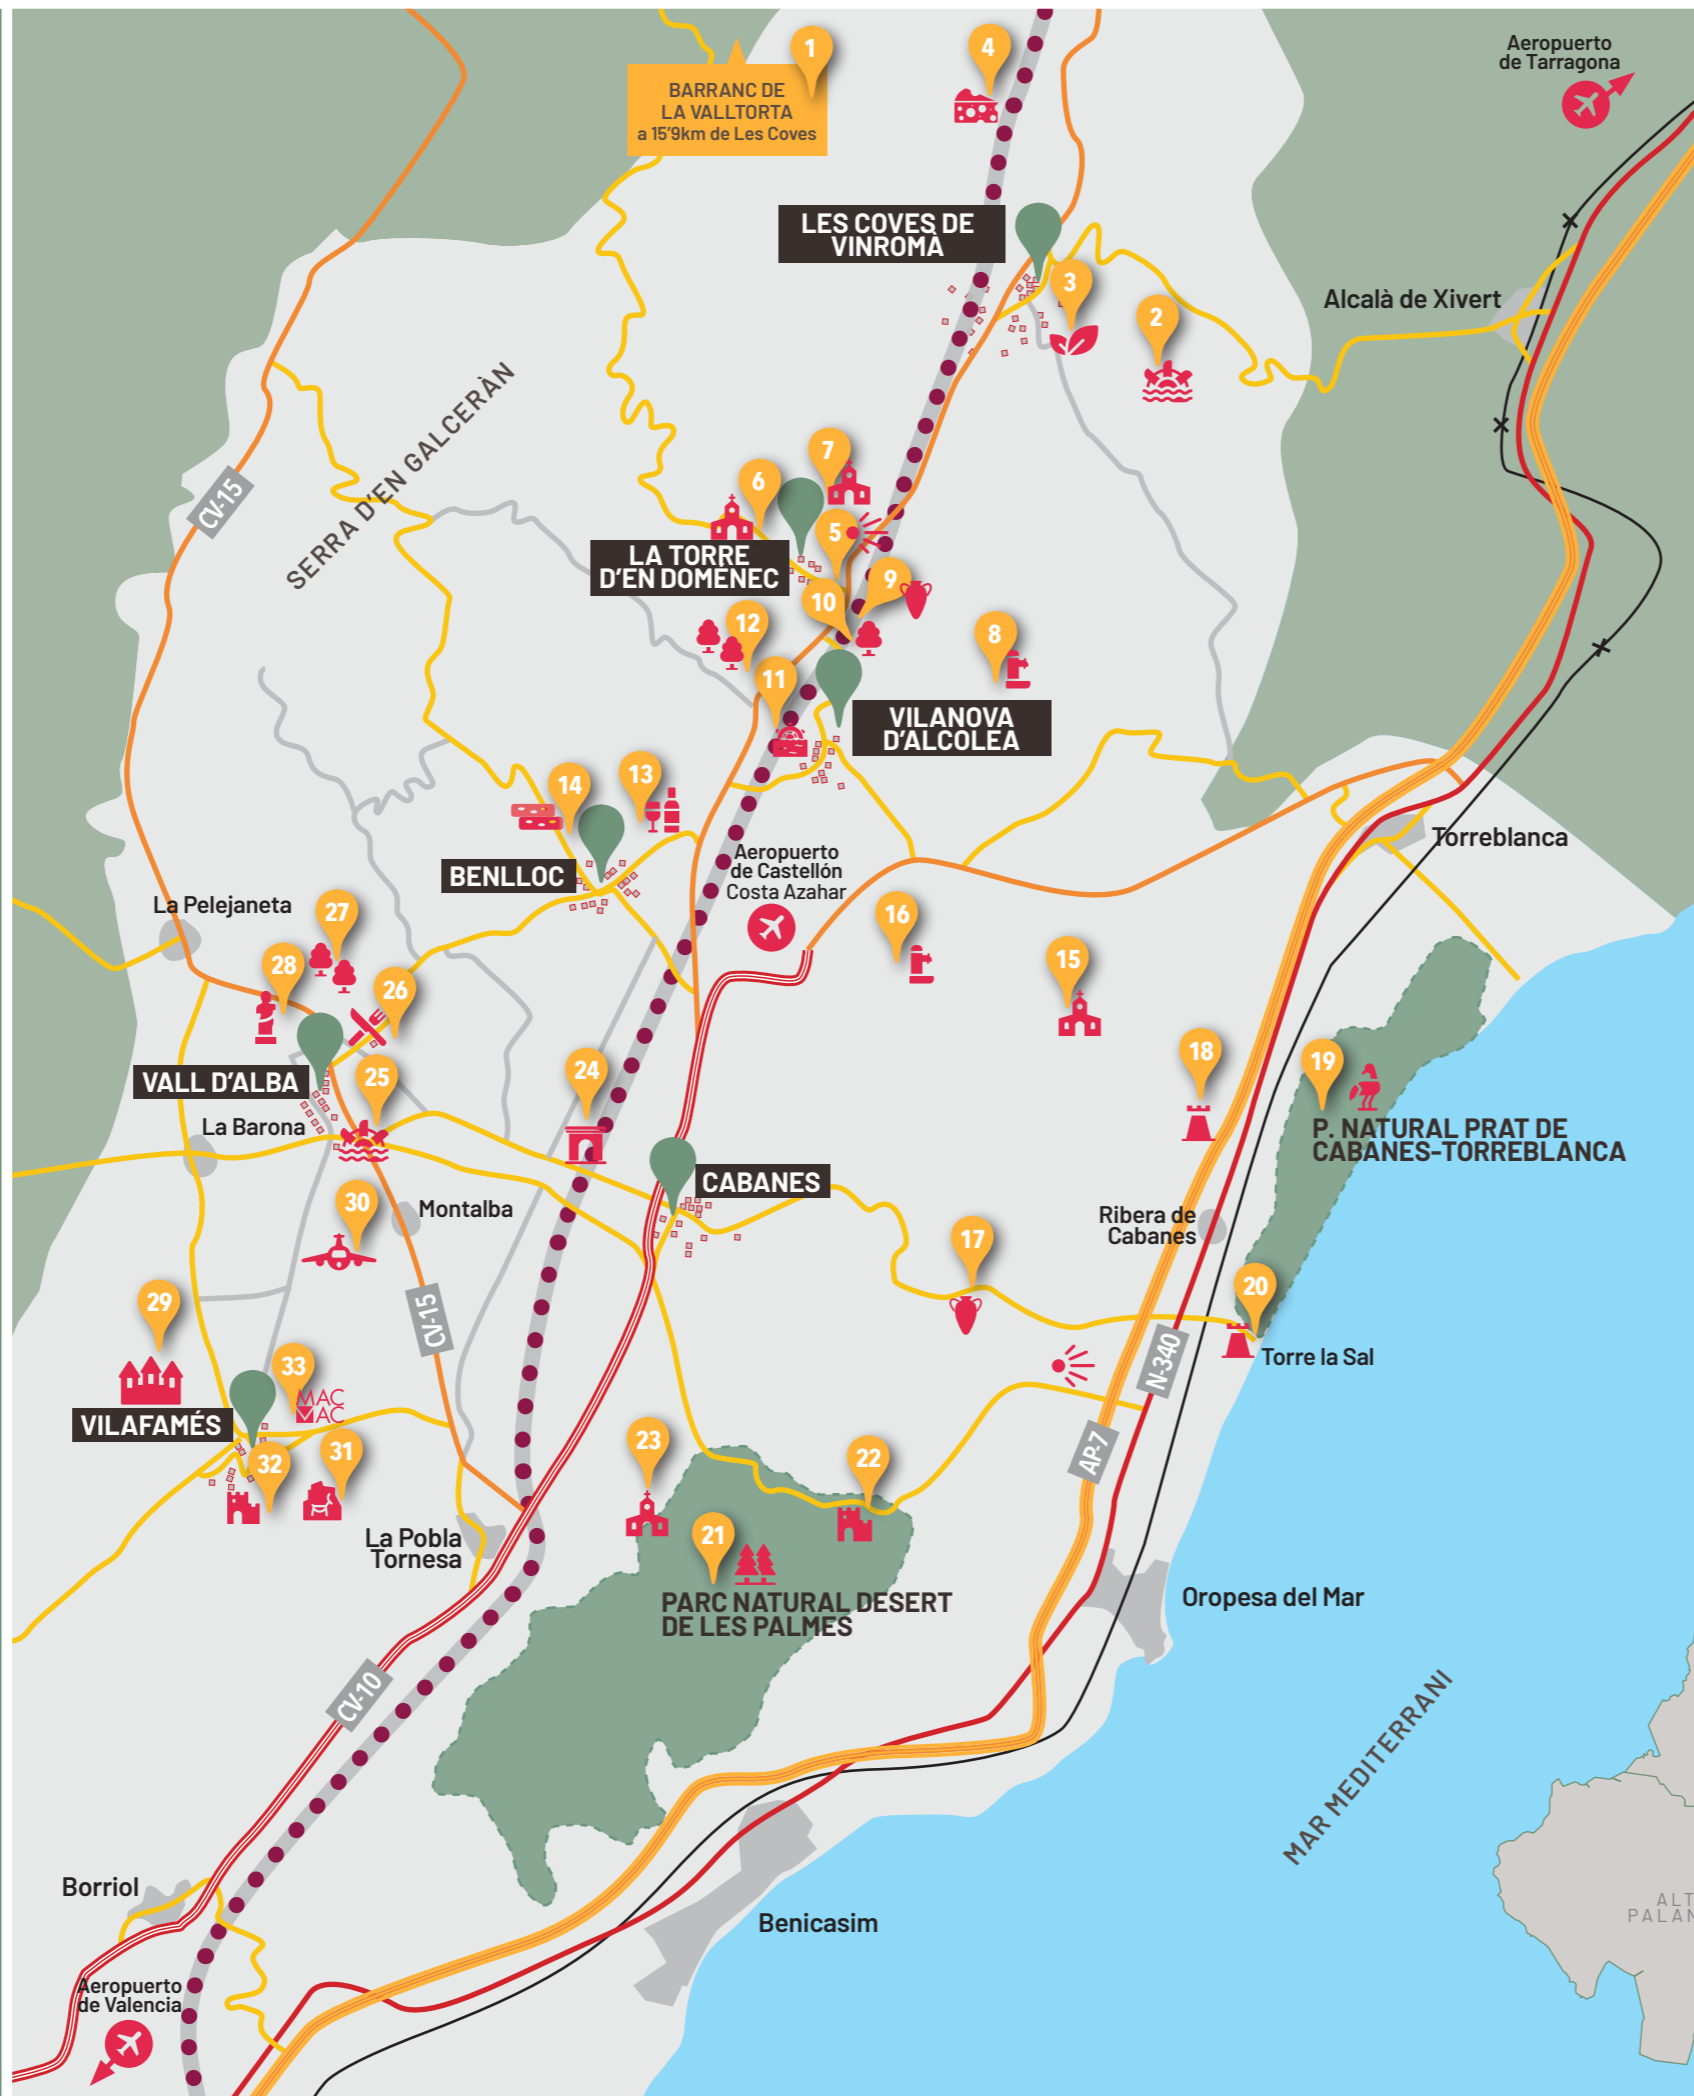 1
4
Aeropuerto
de Tarragona
BARRANC DE
LA VALLTORTA
a 15'9km de Les Coves
LES COVES DE
VINROMÀ
3
2
Alcalà de Xivert
SERRA D'EN GALCERÀN
CV-15
7
6
5
LA TORRE
D'EN DOMÈNEC
9
10
12
8
11
VILANOVA
D'ALCOLEA
14
13
BENLLOC
Aeropuerto
de Castellón
Costa Azahar
Torreblanca
La Pelejaneta
27
16
28
15
26
18
19
VALL D'ALBA
25
24
La Barona
P. NATURAL PRAT DE
CABANES-TORREBLANCA
CABANES
30
Montalba
Ribera de
Cabanes
17
20
29
CV-15
N-340
Torre la Sal
33
MAC
VAC
VILAFAMÉS
32
31
23
22
AP-7
La Pobla
Tornesa
21
PARC NATURAL DESERT
DE LES PALMES
Oropesa del Mar
CV-10
MAR MEDITERRANI
Borriol
Benicasim
ALT
PALAN
Aeropuerto
de Valencia